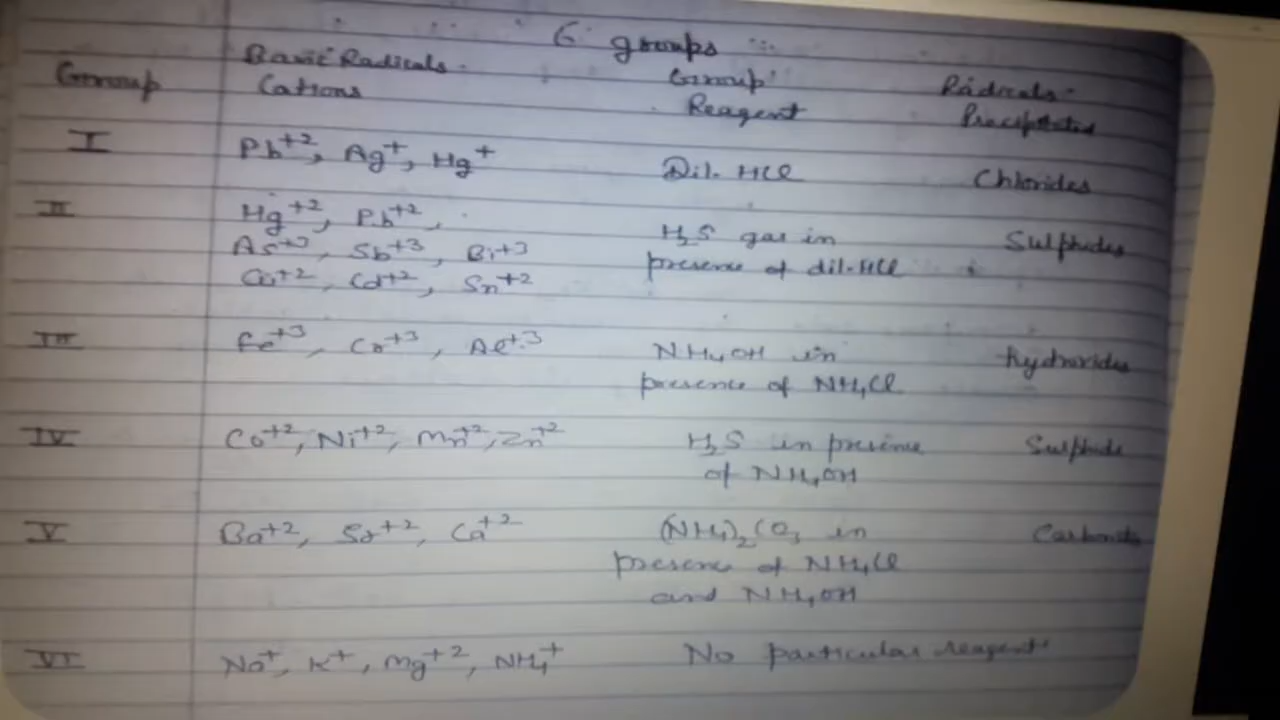 6 groups
Group Basic Radicals Cations Group Reagent Radicals Precipitated
I Pb+2, Ag+, Hg+ Dil. HCl Chlorides
II Hg+2, Pb+2, H2S gas in Sulphides
As+3, Sb+3, Bi+3 presence of dil. HCl
Cu+2, Cd+2, Sn+2
III Fe+3, Cr+3, Al+3 NH4OH in hydroxides
presence of NH4Cl
IV Co+2, Ni+2, Mn+2, Zn+2 H2S in presence Sulphide
of NH4OH
V Ba+2, Sr+2, Ca+2 (NH4)2CO3 in Carbonate
presence of NH4Cl
and NH4OH
VI Na+, K+, Mg+2, NH4+ No particular reagent